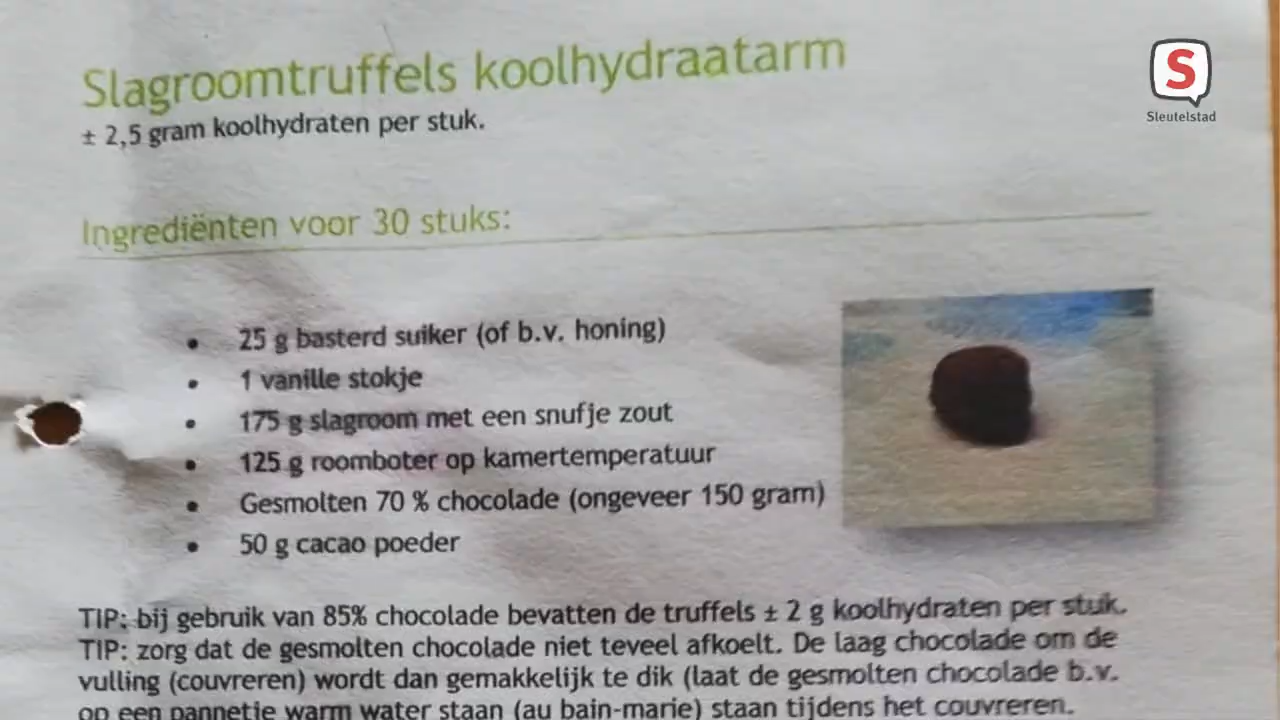 Slagroomtruffels koolhydraatarm
± 2,5 gram koolhydraten per stuk.
S
Sleutelstad
Ingrediënten voor 30 stuks:
• 25 g basterd suiker (of b.v. honing)
• 1 vanille stokje
• 175 g slagroom met een snufje zout
• 125 g roomboter op kamertemperatuur
• Gesmolten 70 % chocolade (ongeveer 150 gram)
• 50 g cacao poeder
TIP: bij gebruik van 85% chocolade bevatten de truffels ± 2 g koolhydraten per stuk.
TIP: zorg dat de gesmolten chocolade niet teveel afkoelt. De laag chocolade om de
vulling (couvreren) wordt dan gemakkelijk te dik (laat de gesmolten chocolade b.v.
op een pannetje warm water staan (au bain-marie) staan tijdens het couvreren.